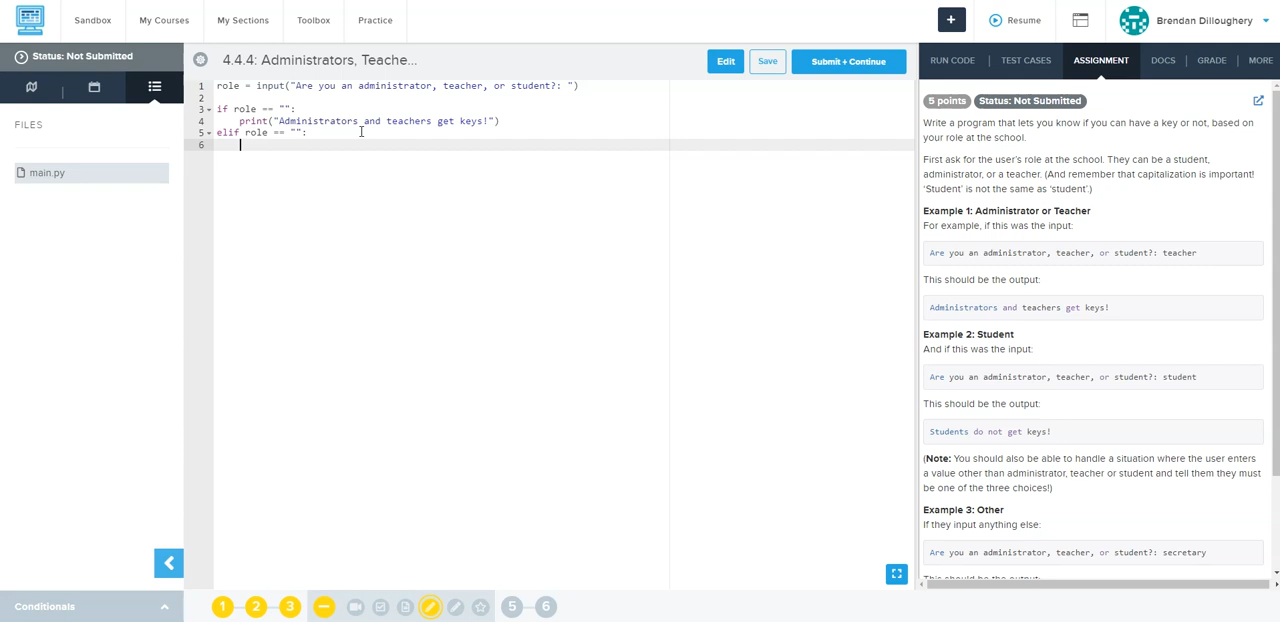 Sandbox
My Courses
My Sections
Toolbox
Practice
+
Resume
Brendan Dilloughery
Status: Not Submitted
4.4.4: Administrators, Teache...
Edit
Save
Submit + Continue
RUN CODE
TEST CASES
ASSIGNMENT
DOCS
GRADE
MORE
FILES
main.py
1 role = input("Are you an administrator, teacher, or student?: ")
2
3 if role == "":
4 print("Administrators and teachers get keys!")
5 elif role == "":
6
5 points
Status: Not Submitted
Write a program that lets you know if you can have a key or not, based on
your role at the school.
First ask for the user's role at the school. They can be a student,
administrator, or a teacher. (And remember that capitalization is important!
'Student' is not the same as 'student'.)
Example 1: Administrator or Teacher
For example, if this was the input:
Are you an administrator, teacher, or student?: teacher
This should be the output:
Administrators and teachers get keys!
Example 2: Student
And if this was the input:
Are you an administrator, teacher, or student?: student
This should be the output:
Students do not get keys!
(Note: You should also be able to handle a situation where the user enters
a value other than administrator, teacher or student and tell them they must
be one of the three choices!)
Example 3: Other
If they input anything else:
Are you an administrator, teacher, or student?: secretary
This should be the output:
Conditionals
1
2
3
5
6